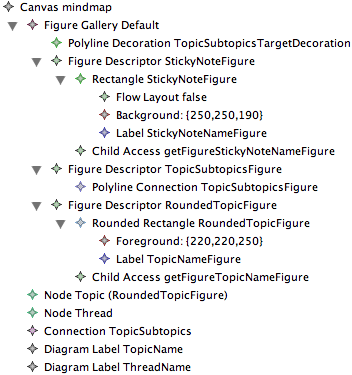 Canvas mindmap
Figure Gallery Default
Polyline Decoration TopicSubtopicsTargetDecoration
Figure Descriptor StickyNoteFigure
Rectangle StickyNoteFigure
Flow Layout false
Background: {250,250,190}
Label StickyNoteNameFigure
Child Access getFigureStickyNoteNameFigure
Figure Descriptor TopicSubtopicsFigure
Polyline Connection TopicSubtopicsFigure
Figure Descriptor RoundedTopicFigure
Rounded Rectangle RoundedTopicFigure
Foreground: {220,220,250}
Label TopicNameFigure
Child Access getFigureTopicNameFigure
Node Topic (RoundedTopicFigure)
Node Thread
Connection TopicSubtopics
Diagram Label TopicName
Diagram Label ThreadName